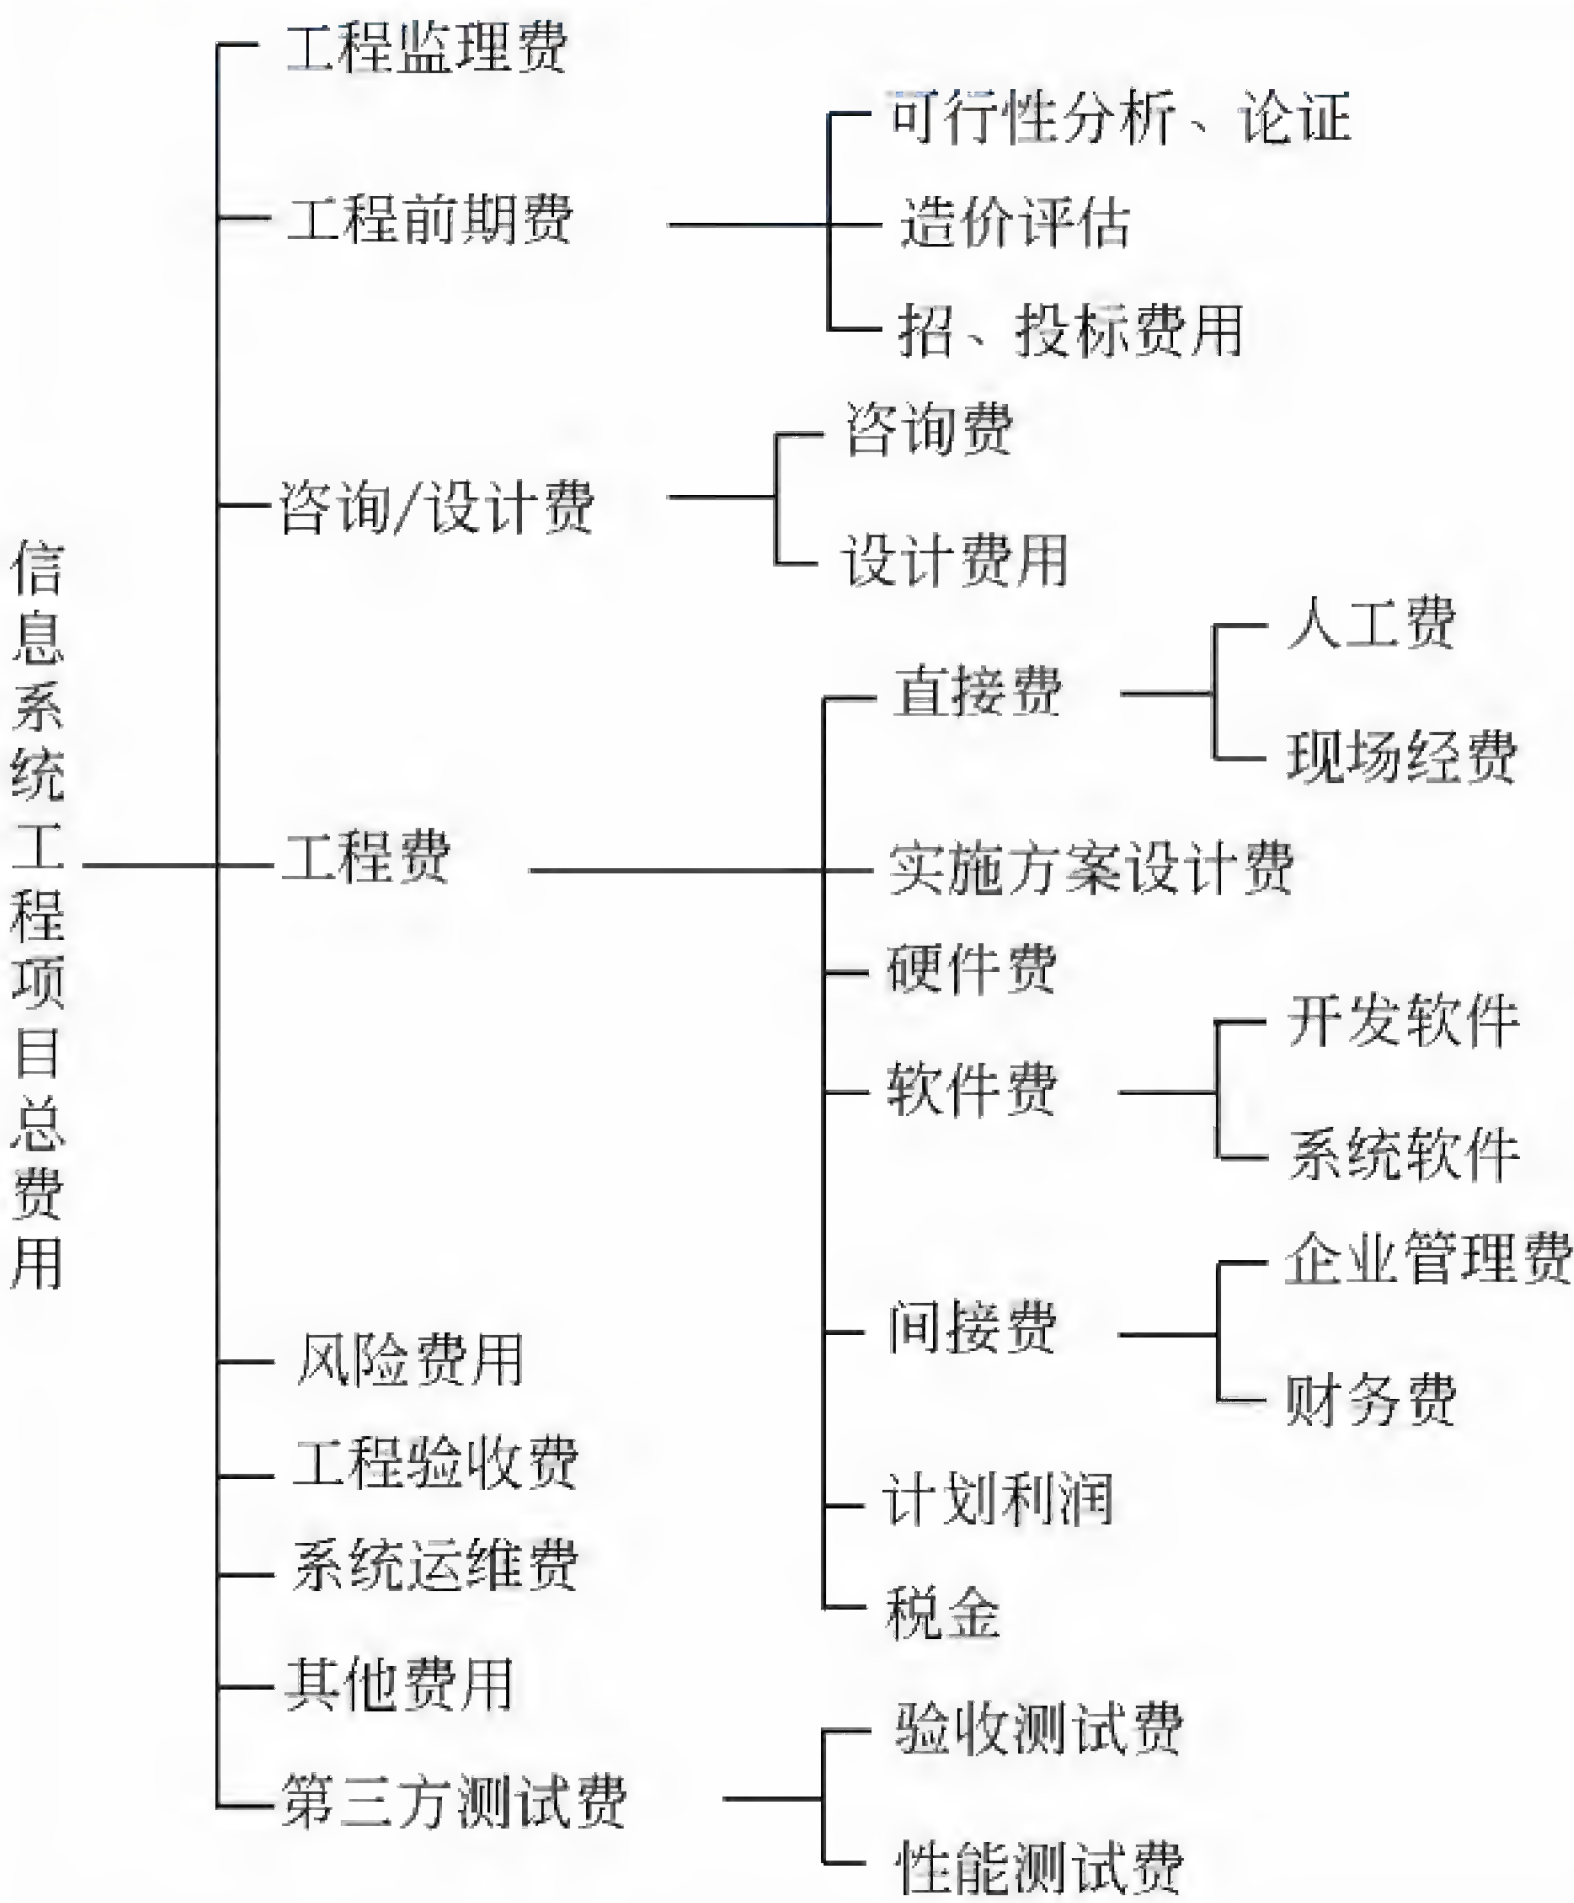 信息系统工程项目总费用
工程监理费
工程前期费
可行性分析、论证
造价评估
招、投标费用
咨询/设计费
咨询费
设计费用
工程费
直接费
人工费
现场经费
实施方案设计费
硬件费
软件费
开发软件
系统软件
间接费
企业管理费
财务费
计划利润
税金
风险费用
工程验收费
系统运维费
其他费用
第三方测试费
验收测试费
性能测试费